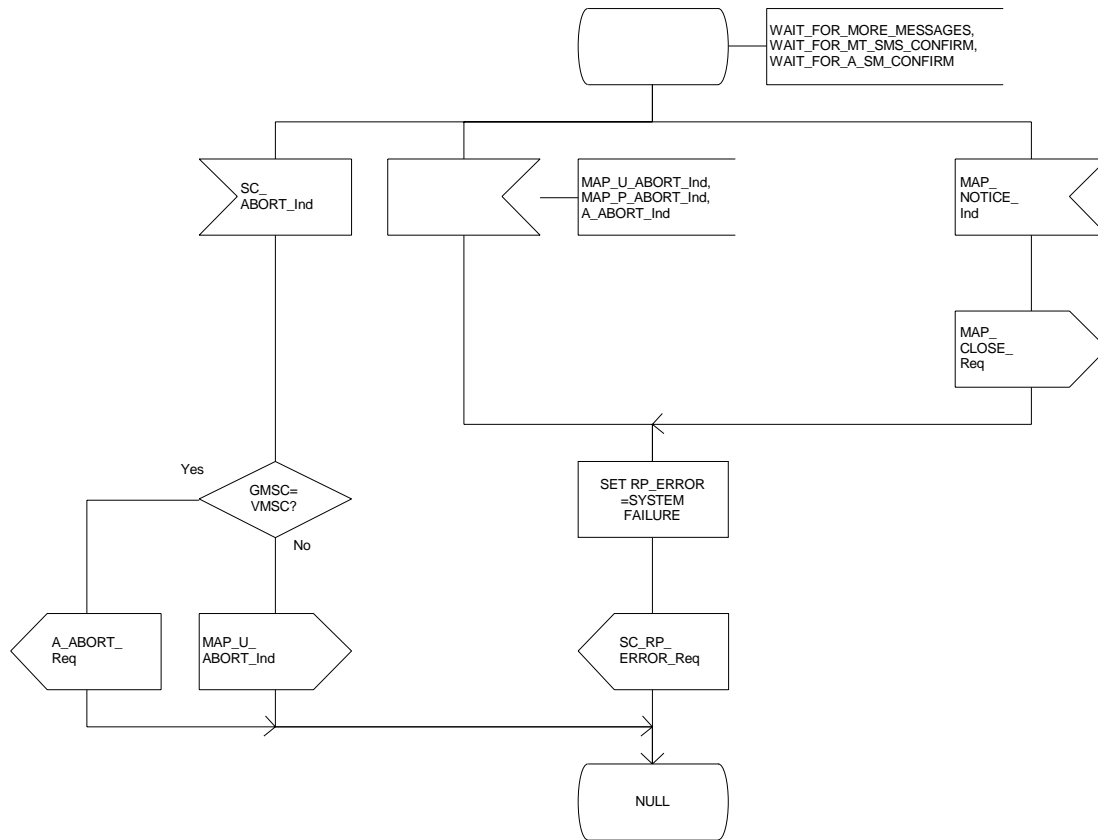 WAIT_FOR_MORE_MESSAGES,
WAIT_FOR_MT_SMS_CONFIRM,
WAIT_FOR_A_SM_CONFIRM
SC_
ABORT_Ind
MAP_U_ABORT_Ind,
MAP_P_ABORT_Ind,
A_ABORT_Ind
MAP_
NOTICE_
Ind
MAP_
CLOSE_
Req
Yes
GMSC=
VMSC?
No
SET RP_ERROR
=SYSTEM
FAILURE
A_ABORT_
Req
MAP_U_
ABORT_Ind
SC_RP_
ERROR_Req
NULL